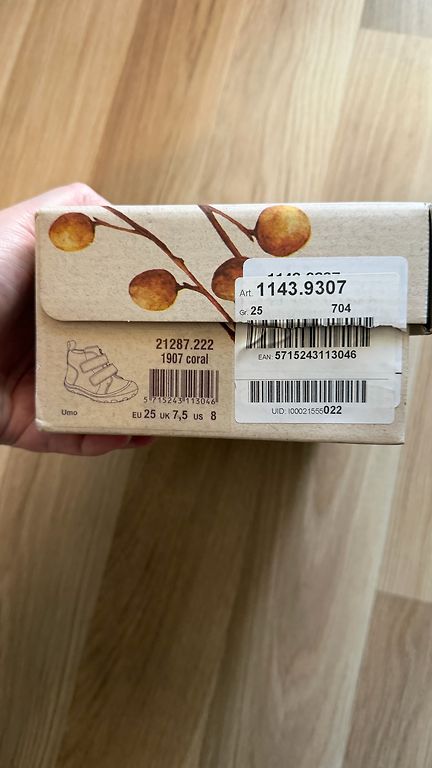 21287.222
1907 coral
5 715243 113046
Umo
EU 25 UK 7,5 US 8
Art. 1143.9307
Gr. 25 704
EAN: 5715243113046
UID: I00021555022